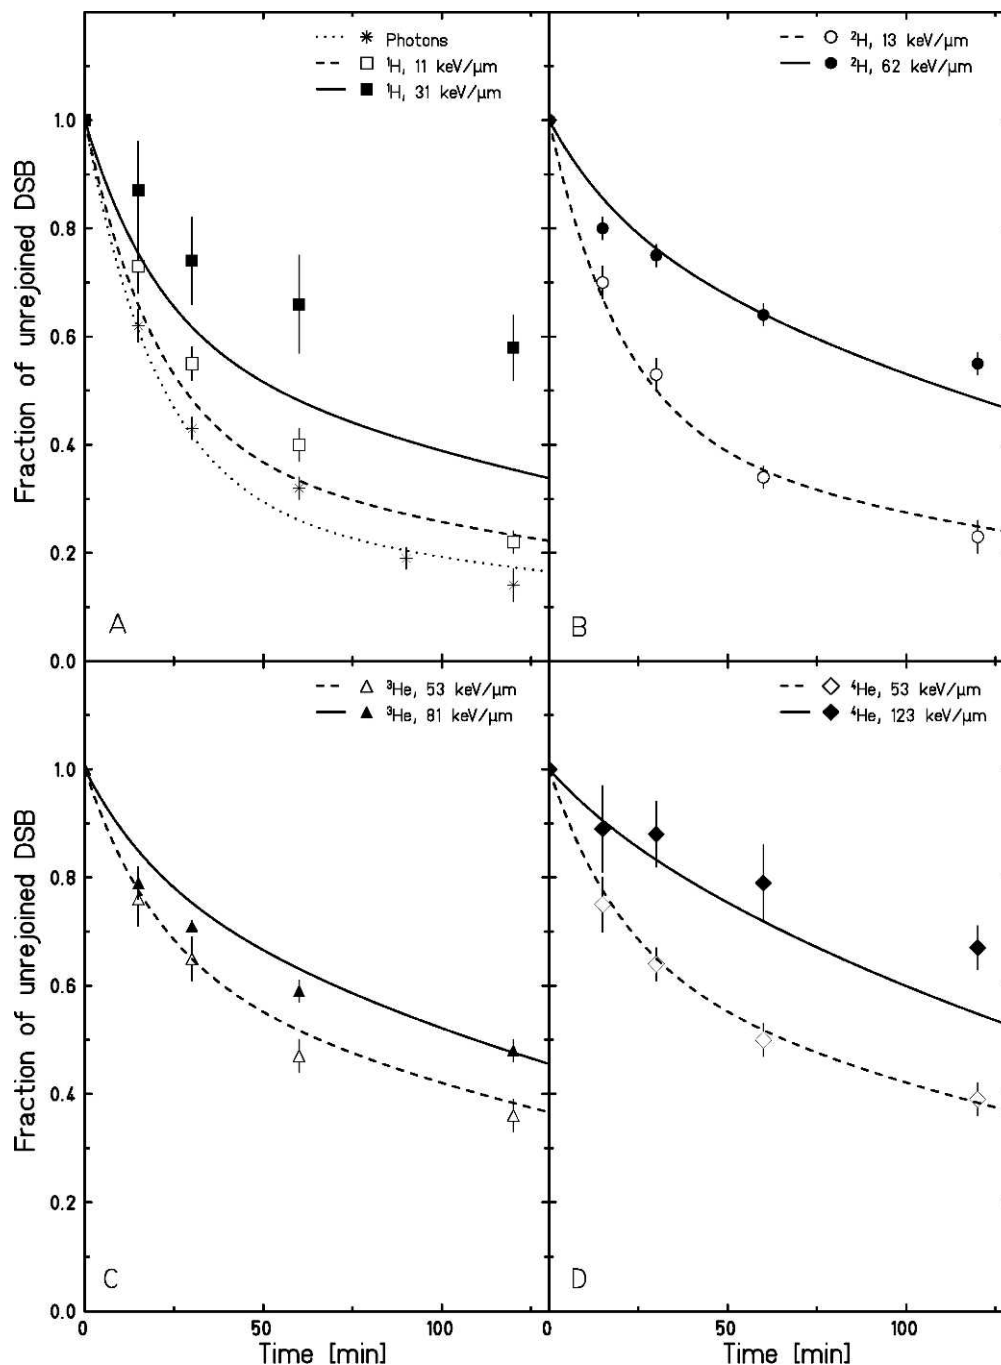 Photons
¹H, 11 keV/μm
¹H, 31 keV/μm
²H, 13 keV/μm
²H, 62 keV/μm
Fraction of unrejoined DSB
1.0
0.8
0.6
0.4
0.2
0.0
A
B
³He, 53 keV/μm
³He, 81 keV/μm
⁴He, 53 keV/μm
⁴He, 123 keV/μm
Fraction of unrejoined DSB
1.0
0.8
0.6
0.4
0.2
0.0
C
D
0 50 100 0 50 100
Time [min] Time [min]